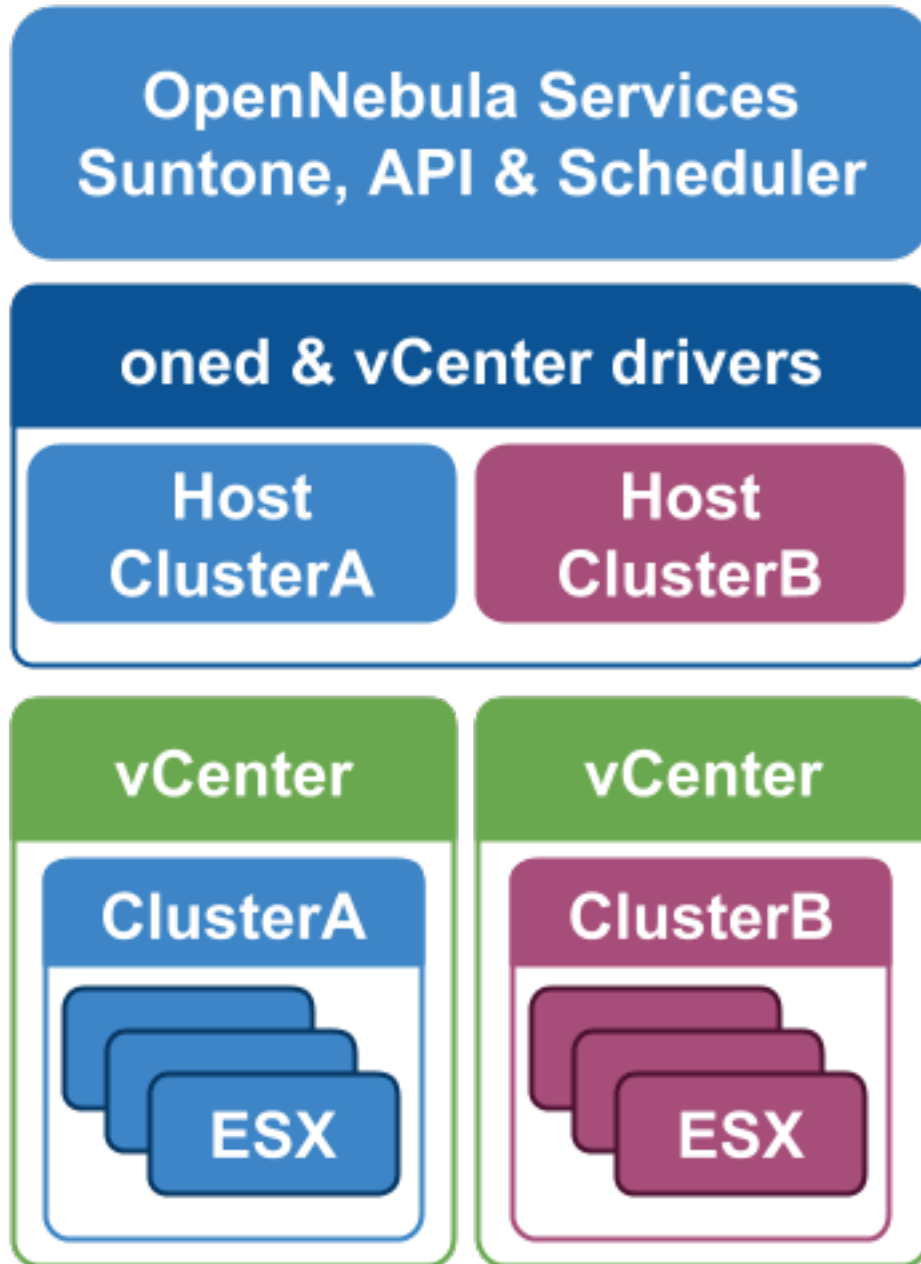 OpenNebula Services
Suntone, API & Scheduler
oned & vCenter drivers
Host
ClusterA
Host
ClusterB
vCenter
ClusterA
ESX
vCenter
ClusterB
ESX